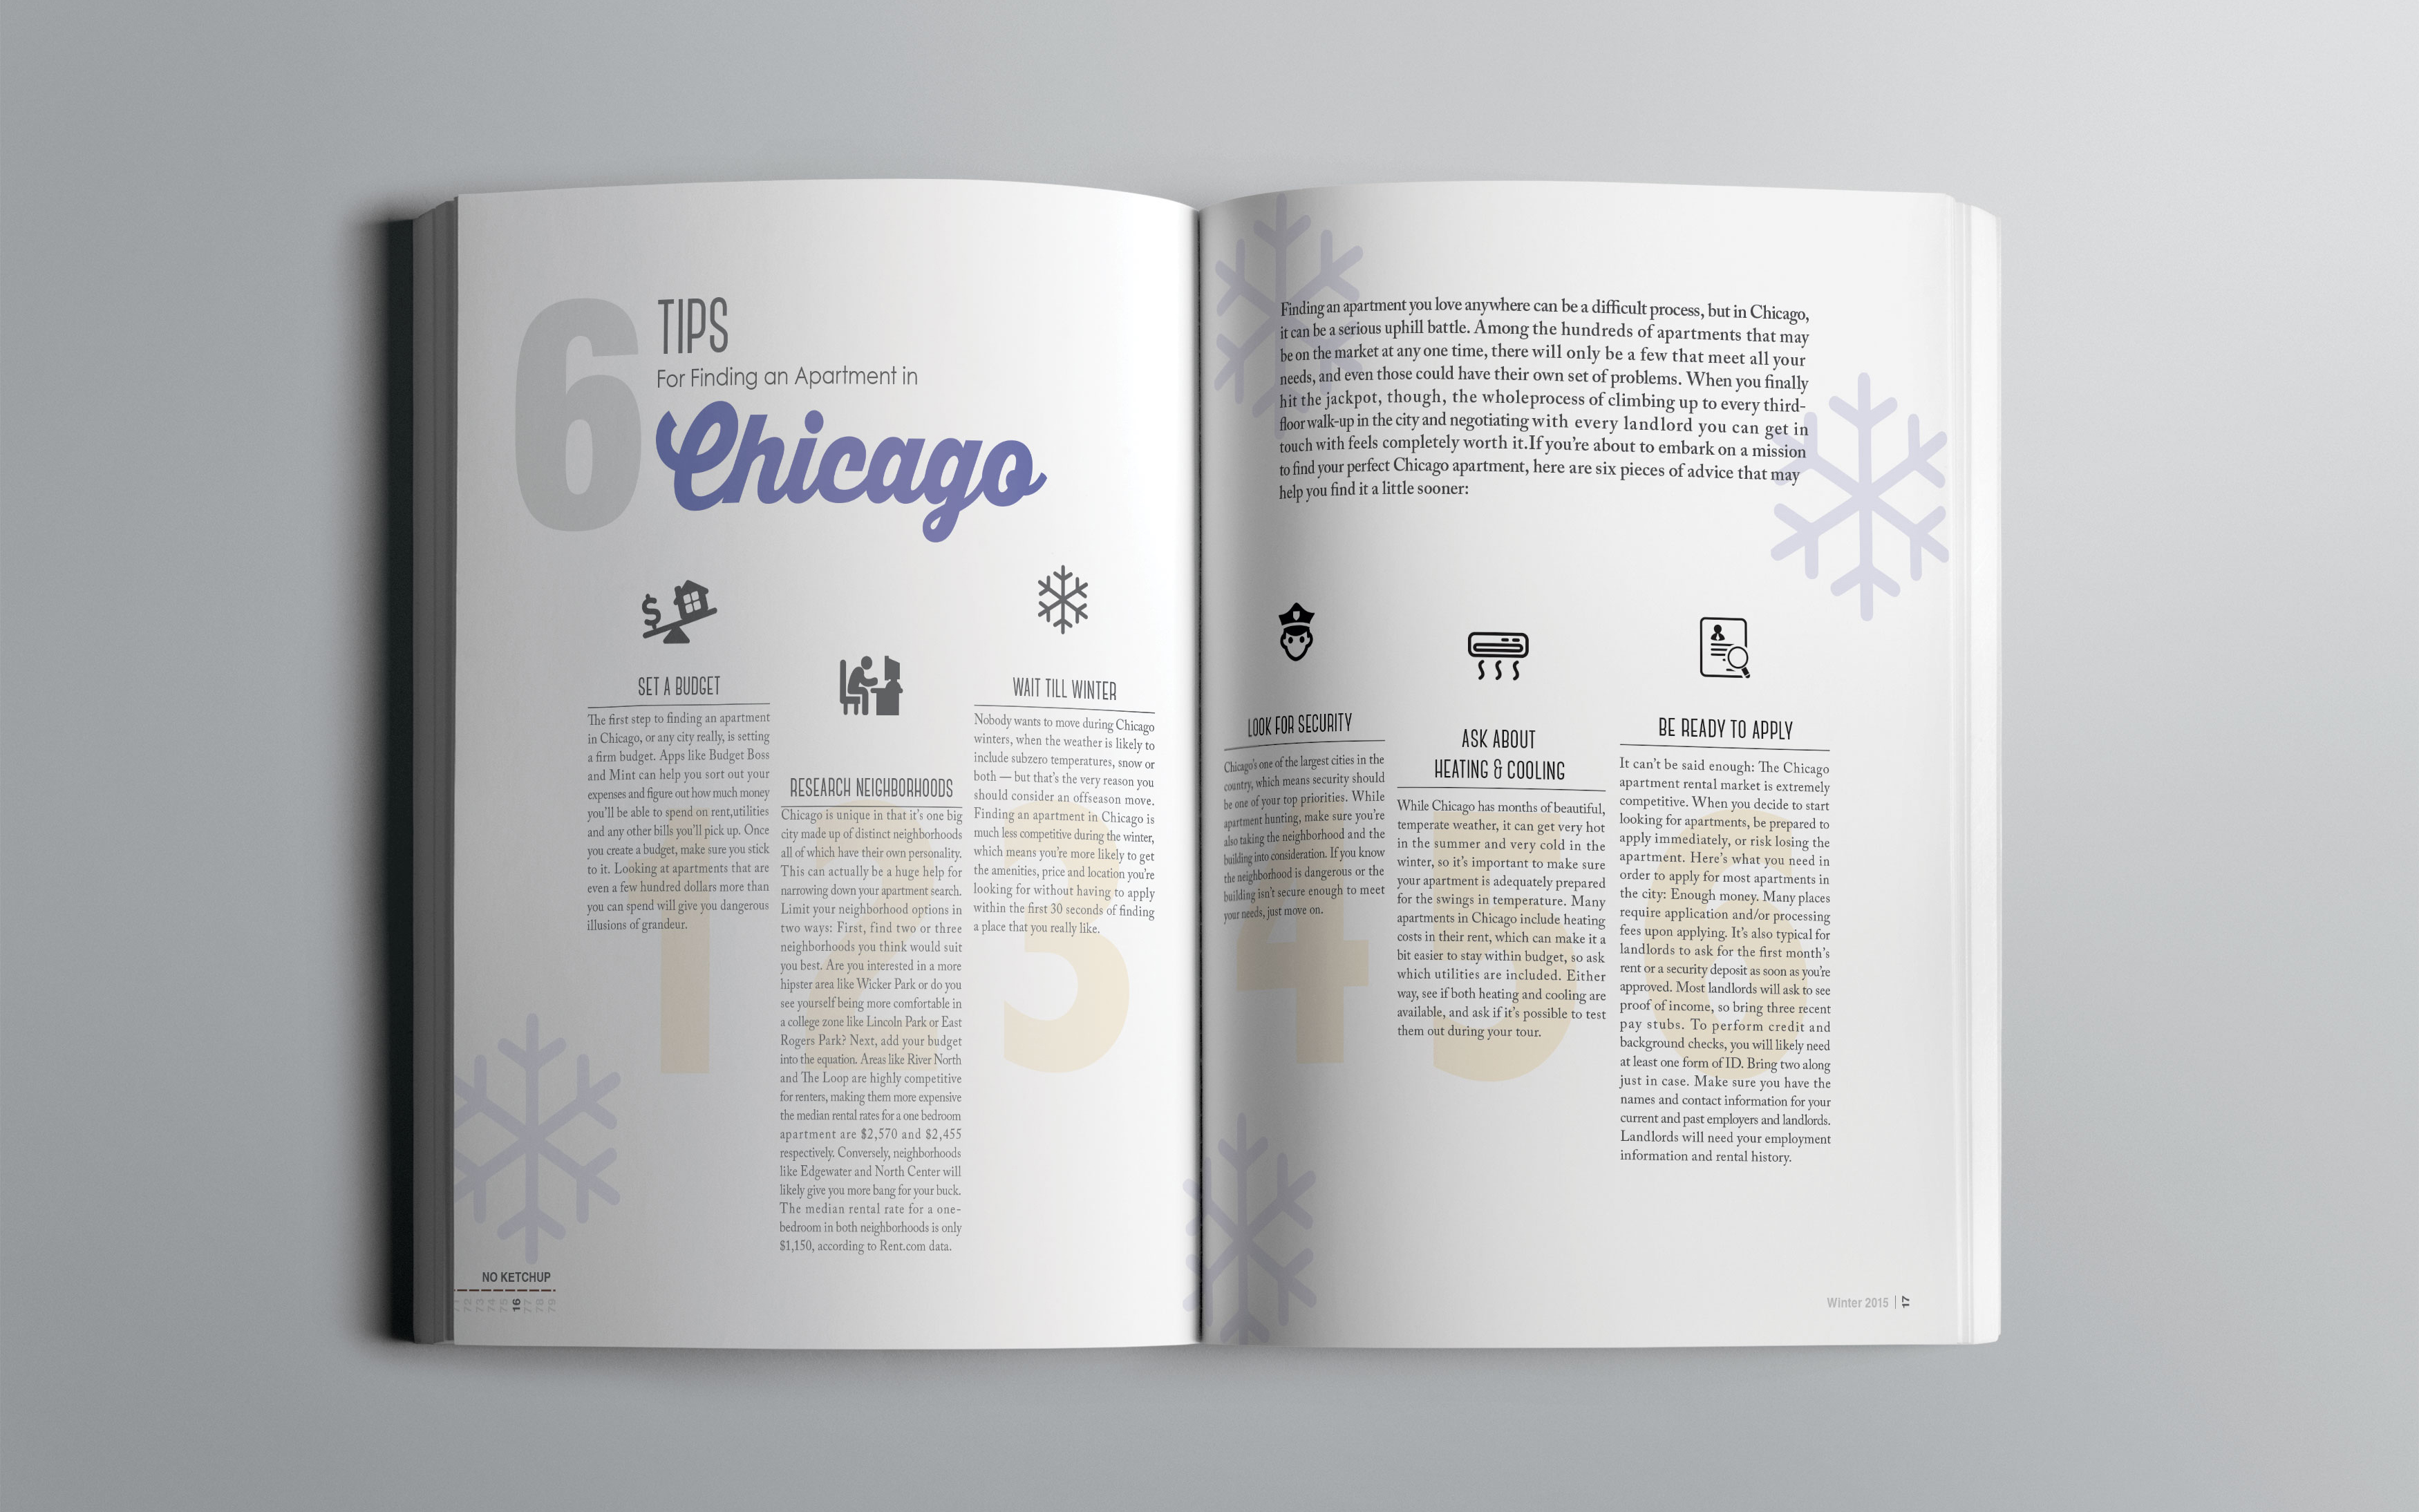 6
TIPS
For Finding an Apartment in
Chicago
SET A BUDGET
The first step to finding an apartment
in Chicago, or any city really, is setting
a firm budget. Apps like Budget Boss
and Mint can help you sort out your
expenses and figure out how much money
you'll be able to spend on rent,utilities
and any other bills you'll pick up. Once
you create a budget, make sure you stick
to it. Looking at apartments that are
even a few hundred dollars more than
you can spend will give you dangerous
illusions of grandeur.
1
RESEARCH NEIGHBORHOODS
Chicago is unique in that it's one big
city made up of distinct neighborhoods
all of which have their own personality.
This can actually be a huge help for
narrowing down your apartment search.
Limit your neighborhood options in
two ways: First, find two or three
neighborhoods you think would suit
you best. Are you interested in a more
hipster area like Wicker Park or do you
see yourself being more comfortable in
a college zone like Lincoln Park or East
Rogers Park? Next, add your budget
into the equation. Areas like River North
and The Loop are highly competitive
for renters, making them more expensive
the median rental rates for a one bedroom
apartment are $2,570 and $2,455
respectively. Conversely, neighborhoods
like Edgewater and North Center will
likely give you more bang for your buck.
The median rental rate for a one-
bedroom in both neighborhoods is only
$1,150, according to Rent.com data.
2
WAIT TILL WINTER
Nobody wants to move during Chicago
winters, when the weather is likely to
include subzero temperatures, snow or
both — but that's the very reason you
should consider an offseason move.
Finding an apartment in Chicago is
much less competitive during the winter,
which means you're more likely to get
the amenities, price and location you're
looking for without having to apply
within the first 30 seconds of finding
a place that you really like.
3
NO KETCHUP
72 73 74 75 16 77 78 79
Finding an apartment you love anywhere can be a difficult process, but in Chicago,
it can be a serious uphill battle. Among the hundreds of apartments that may
be on the market at any one time, there will only be a few that meet all your
needs, and even those could have their own set of problems. When you finally
hit the jackpot, though, the wholeprocess of climbing up to every third-
floor walk-up in the city and negotiating with every landlord you can get in
touch with feels completely worth it.If you're about to embark on a mission
to find your perfect Chicago apartment, here are six pieces of advice that may
help you find it a little sooner:
LOOK FOR SECURITY
Chicago's one of the largest cities in the
country, which means security should
be one of your top priorities. While
apartment hunting, make sure you're
also taking the neighborhood and the
building into consideration. If you know
the neighborhood is dangerous or the
building isn't secure enough to meet
your needs, just move on.
4
ASK ABOUT
HEATING & COOLING
While Chicago has months of beautiful,
temperate weather, it can get very hot
in the summer and very cold in the
winter, so it's important to make sure
your apartment is adequately prepared
for the swings in temperature. Many
apartments in Chicago include heating
costs in their rent, which can make it a
bit easier to stay within budget, so ask
which utilities are included. Either
way, see if both heating and cooling are
available, and ask if it's possible to test
them out during your tour.
5
BE READY TO APPLY
It can't be said enough: The Chicago
apartment rental market is extremely
competitive. When you decide to start
looking for apartments, be prepared to
apply immediately, or risk losing the
apartment. Here's what you need in
order to apply for most apartments in
the city: Enough money. Many places
require application and/or processing
fees upon applying. It's also typical for
landlords to ask for the first month's
rent or a security deposit as soon as you're
approved. Most landlords will ask to see
proof of income, so bring three recent
pay stubs. To perform credit and
background checks, you will likely need
at least one form of ID. Bring two along
just in case. Make sure you have the
names and contact information for your
current and past employers and landlords.
Landlords will need your employment
information and rental history.
6
Winter 2015 | 17